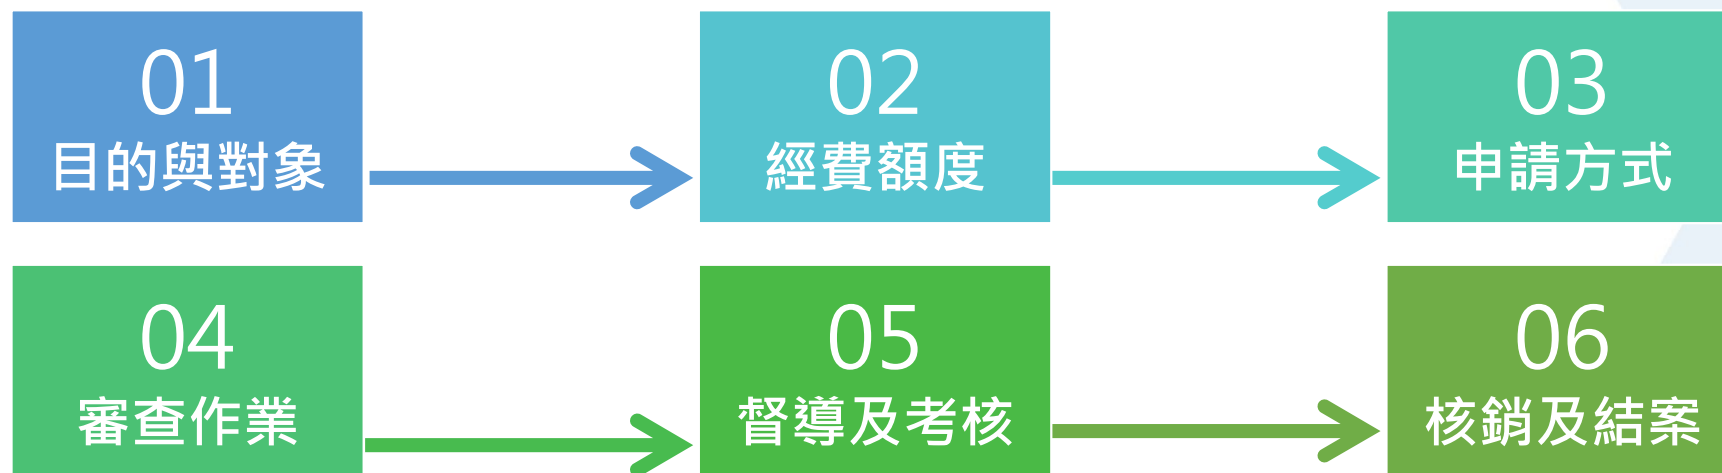 01
目的與對象
02
經費額度
03
申請方式
04
審查作業
05
督導及考核
06
核銷及結案